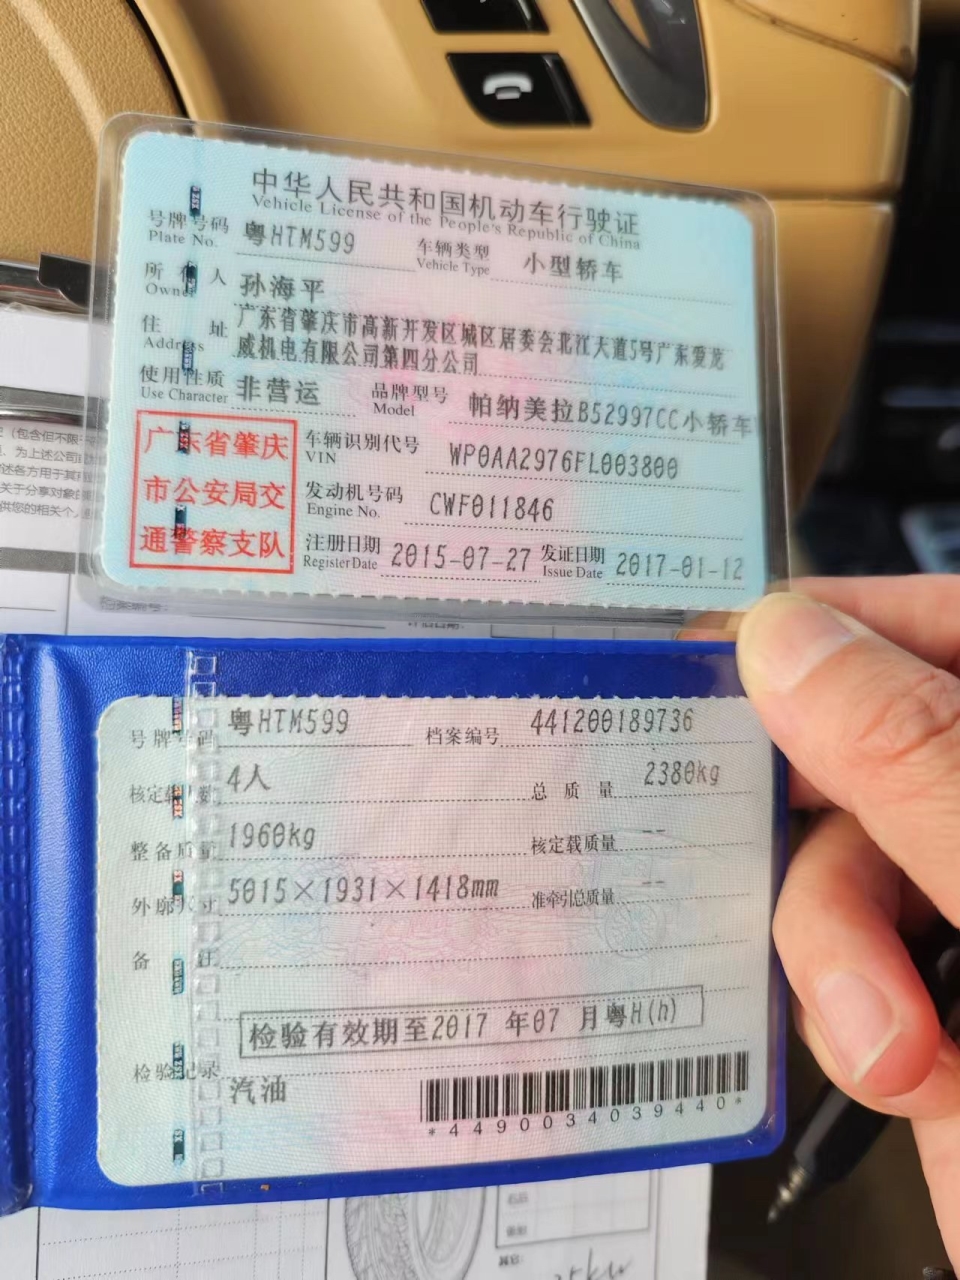 中华人民共和国机动车行驶证
Vehicle License of the People's Republic of China
号牌号码 粤HTM599 车辆类型 小型轿车
Plate No. Vehicle Type
所有人 孙海平
Owner
住址 广东省肇庆市高新开发区城区居委会北江大道5号广东爱龙
Address 威机电有限公司第四分公司
使用性质 非营运 品牌型号 帕纳美拉B52997CC小轿车
Use Character Model
广东省肇庆
市公安局交
通警察支队
车辆识别代号 WP0AA2976FL003800
VIN
发动机号码 CWF011846
Engine No.
注册日期 2015-07-27 发证日期 2017-01-12
Register Date Issue Date
号牌号码 粤HTM599 档案编号 441200189736
核定载人数 4人 总质量 2380kg
整备质量 1960kg 核定载质量 --
外廓尺寸 5015×1931×1418mm 准牵引总质量 --
备注
检验有效期至2017年07月粤H(h)
检验记录
汽油
*4490034039440*